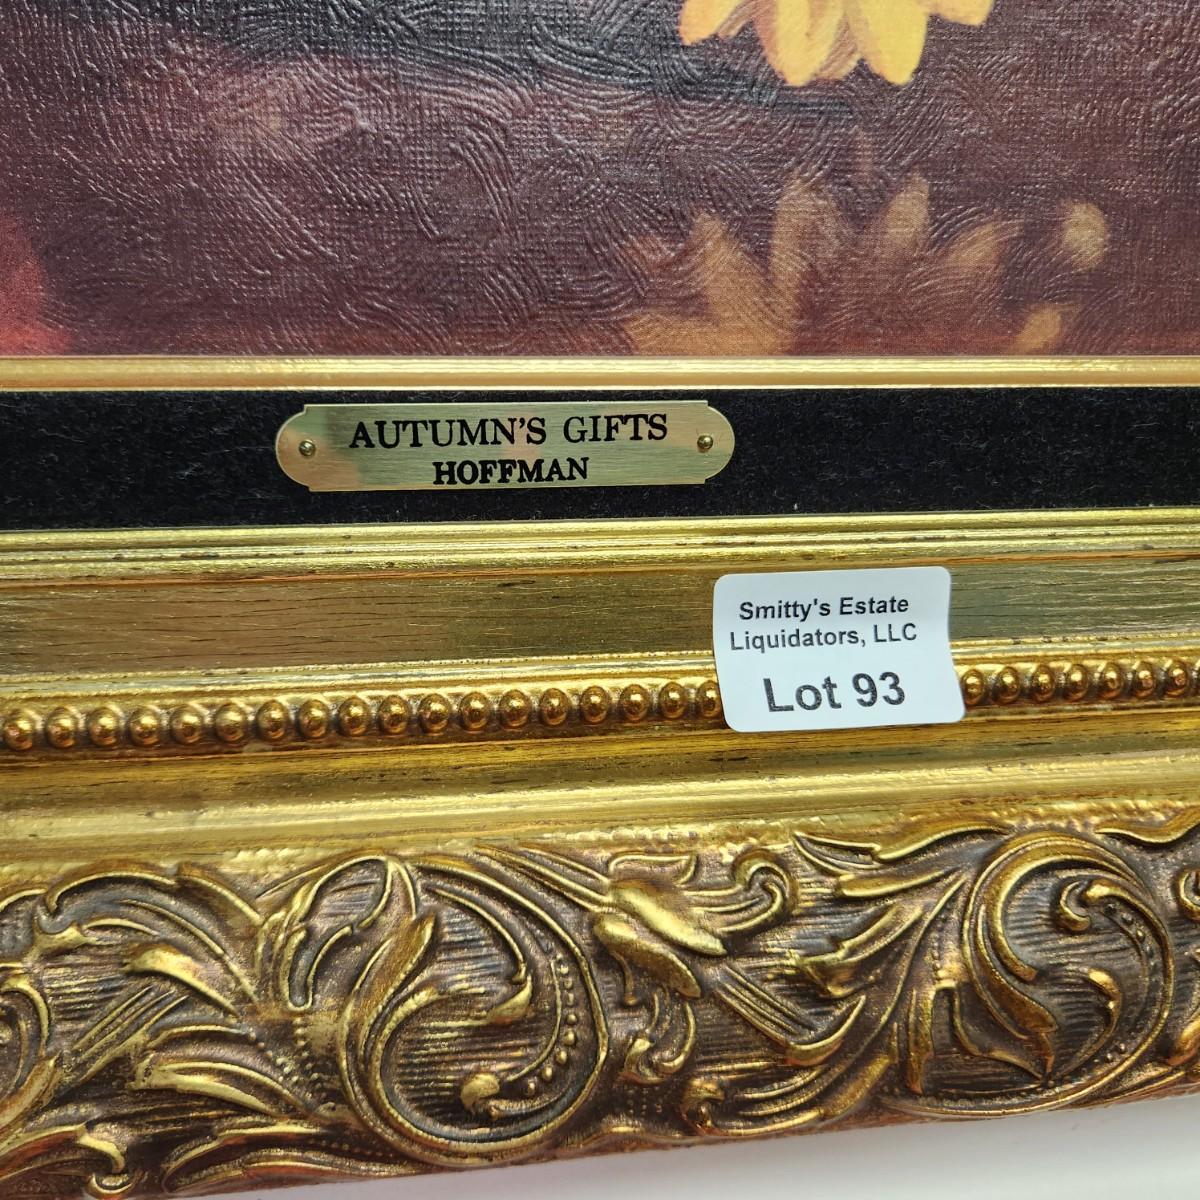 AUTUMN'S GIFTS
HOFFMAN
Smitty's Estate
Liquidators, LLC
Lot 93